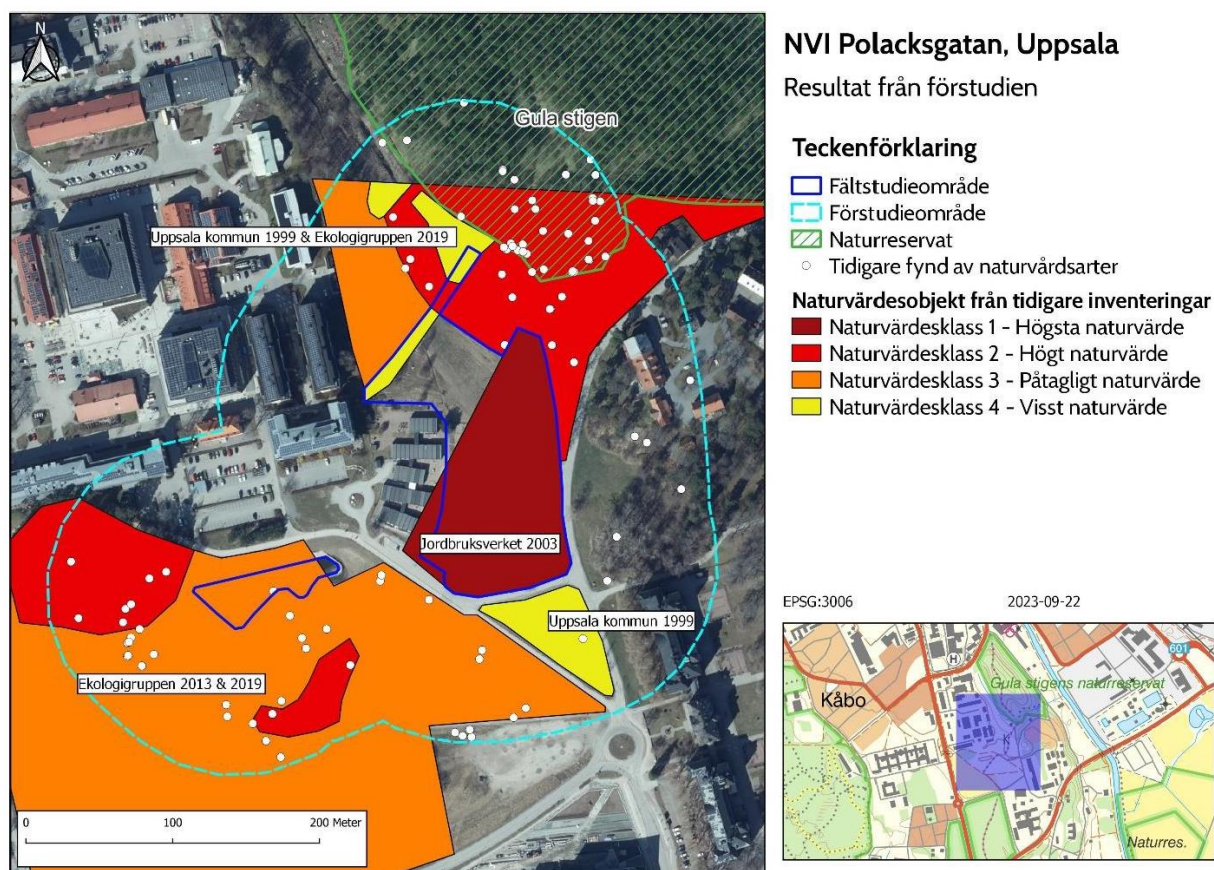 N
Gula stigen
Uppsala kommun 1999 & Ekologigruppen 2019
Jordbruksverket 2003
Uppsala kommun 1999
Ekologigruppen 2013 & 2019
0 100 200 Meter
NVI Polacksgatan, Uppsala
Resultat från förstudien
Teckenförklaring
Fältstudieområde
Förstudieområde
Naturreservat
Tidigare fynd av naturvårdsarter
Naturvärdesobjekt från tidigare inventeringar
Naturvärdesklass 1 - Högsta naturvärde
Naturvärdesklass 2 - Högt naturvärde
Naturvärdesklass 3 - Påtagligt naturvärde
Naturvärdesklass 4 - Visst naturvärde
EPSG:3006 2023-09-22
H
601
Gula stigens naturreservat
Kåbo
K
Naturres.